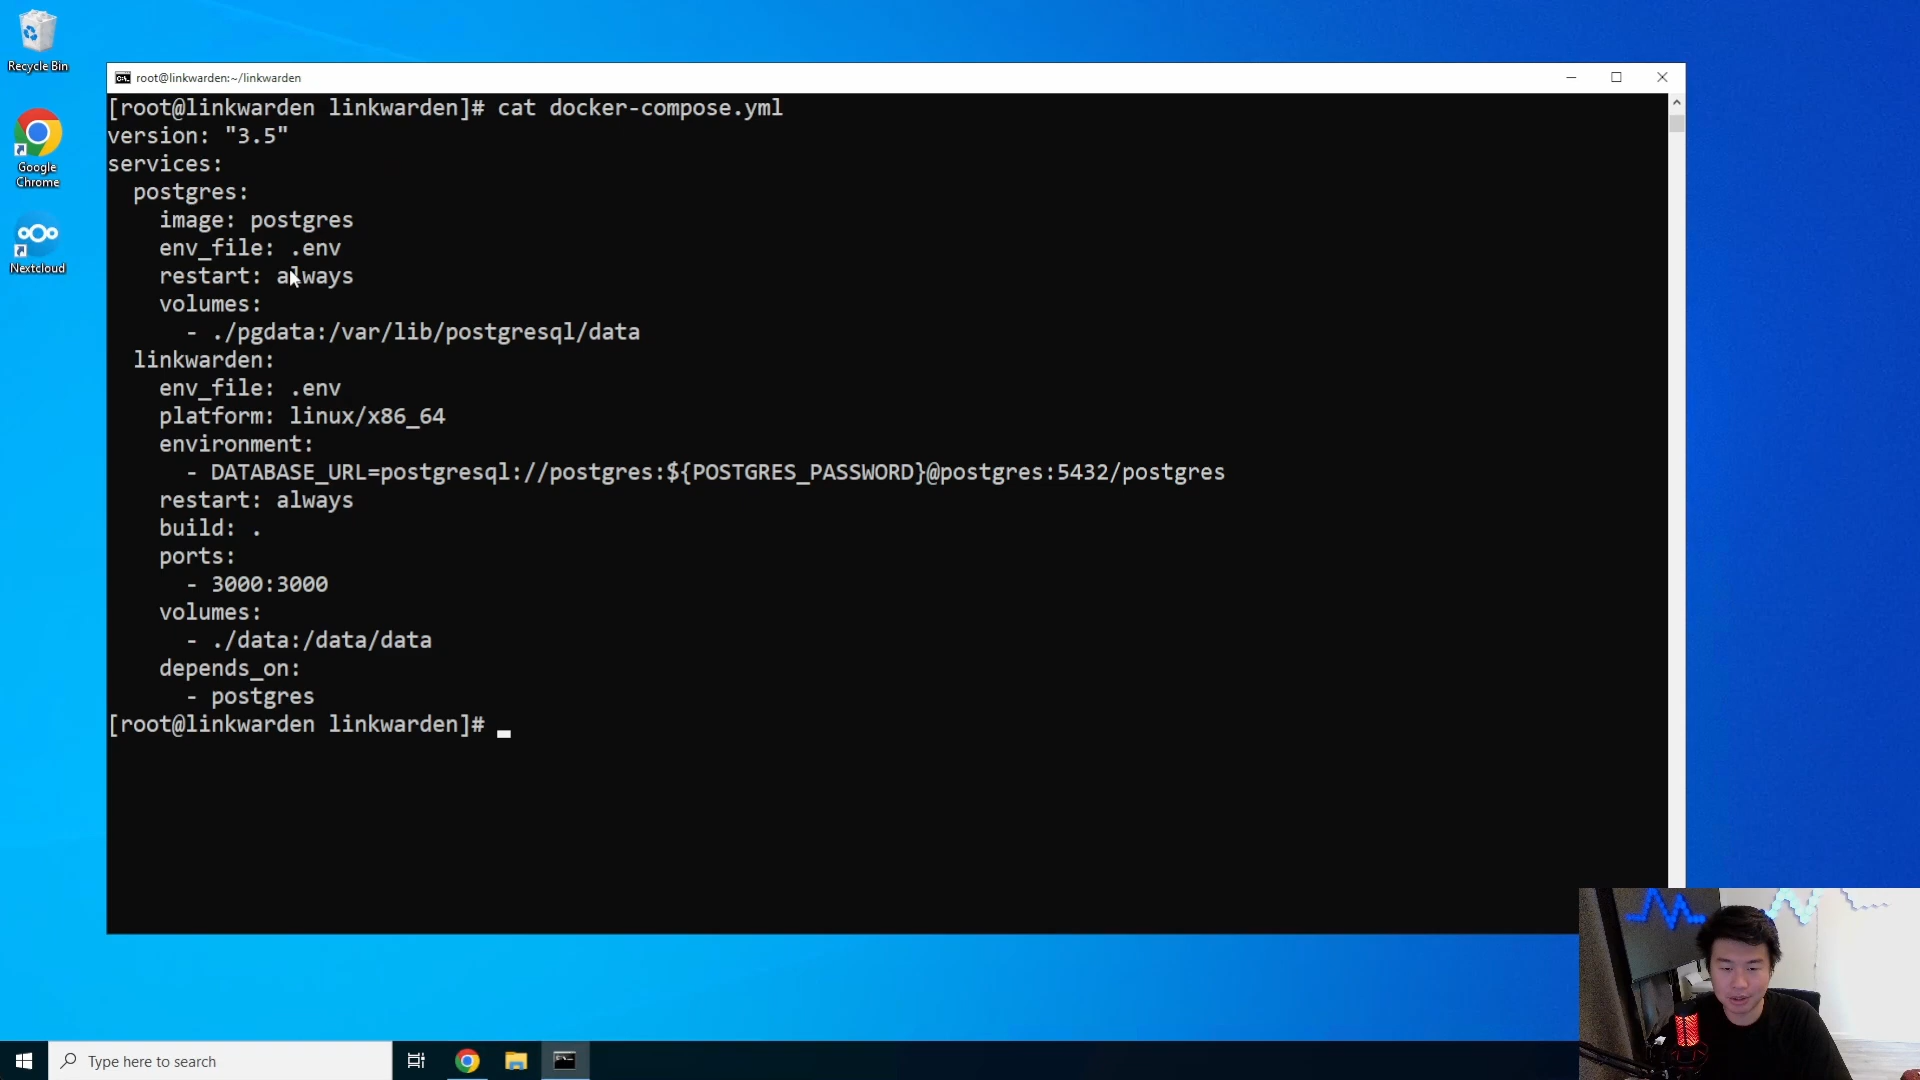 Recycle Bin
Google
Chrome
Nextcloud
root@linkwarden:~/linkwarden
[root@linkwarden linkwarden]# cat docker-compose.yml
version: "3.5"
services:
  postgres:
    image: postgres
    env_file: .env
    restart: always
    volumes:
      - ./pgdata:/var/lib/postgresql/data
  linkwarden:
    env_file: .env
    platform: linux/x86_64
    environment:
      - DATABASE_URL=postgresql://postgres:${POSTGRES_PASSWORD}@postgres:5432/postgres
    restart: always
    build: .
    ports:
      - 3000:3000
    volumes:
      - ./data:/data/data
    depends_on:
      - postgres
[root@linkwarden linkwarden]#
Type here to search